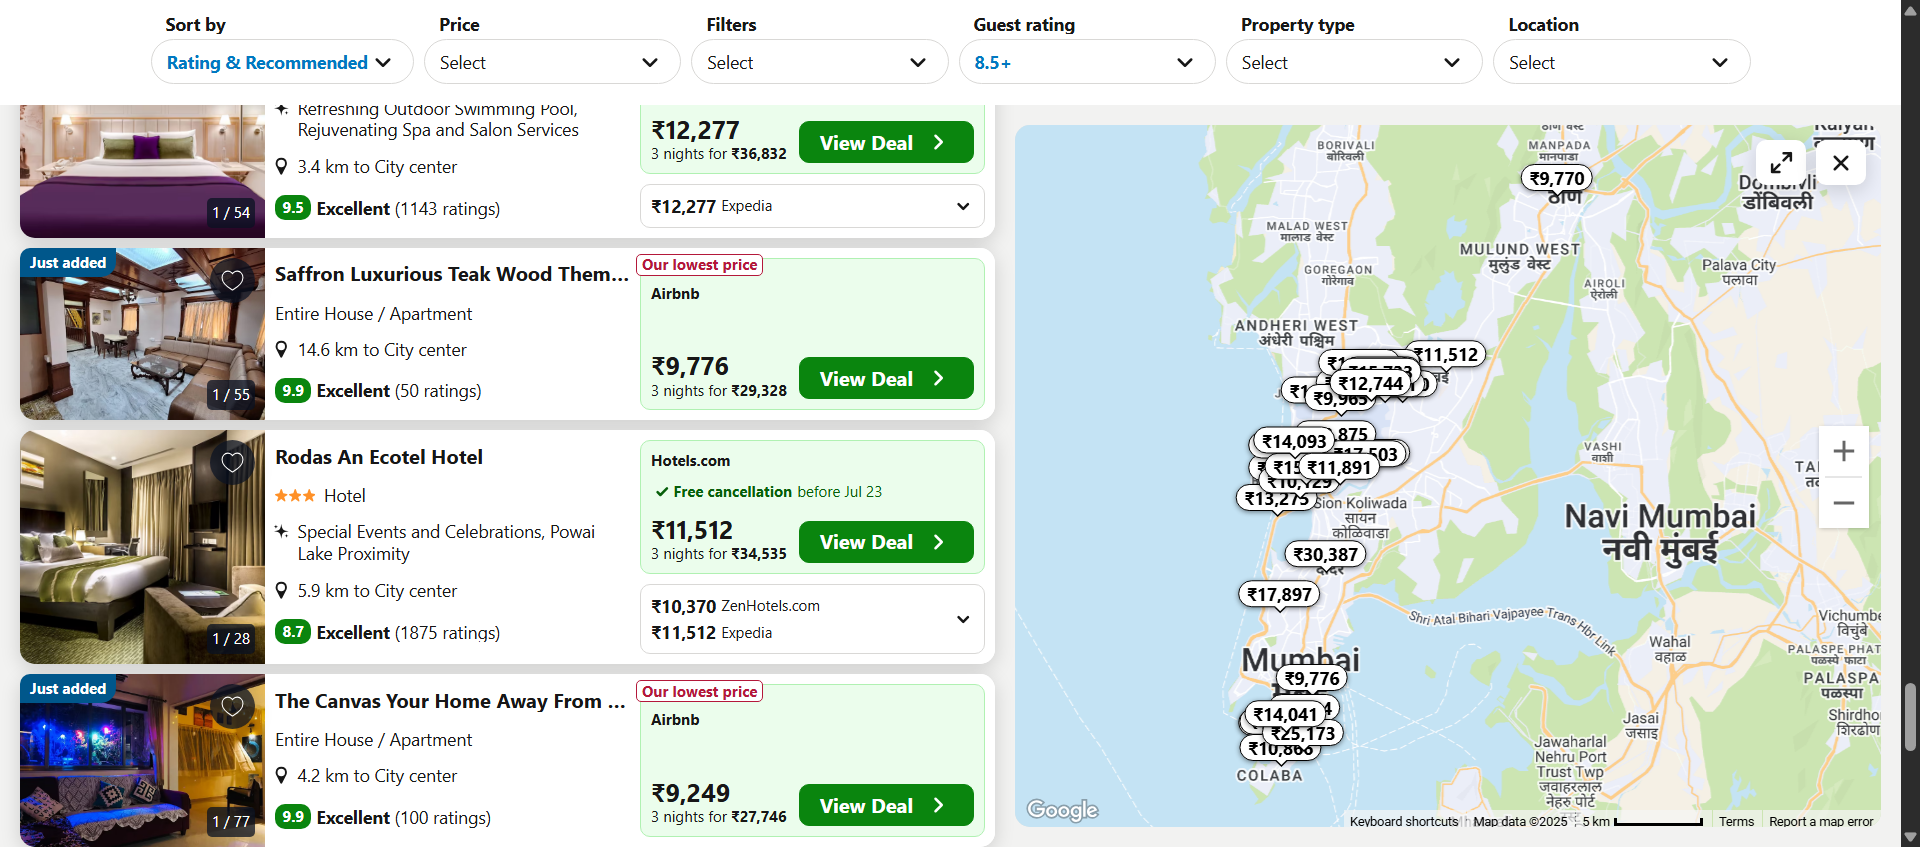 Sort by
Rating & Recommended
Price
Select
Filters
Select
Guest rating
8.5+
Property type
Select
Location
Select
Refreshing Outdoor Swimming Pool,
Rejuvenating Spa and Salon Services
3.4 km to City center
9.5 Excellent (1143 ratings)
1 / 54
₹12,277
3 nights for ₹36,832
View Deal
₹12,277 Expedia
Just added
1 / 55
Saffron Luxurious Teak Wood Them...
Entire House / Apartment
14.6 km to City center
9.9 Excellent (50 ratings)
Our lowest price
Airbnb
₹9,776
3 nights for ₹29,328
View Deal
1 / 28
Rodas An Ecotel Hotel
Hotel
Special Events and Celebrations, Powai
Lake Proximity
5.9 km to City center
8.7 Excellent (1875 ratings)
Hotels.com
Free cancellation before Jul 23
₹11,512
3 nights for ₹34,535
View Deal
₹10,370 ZenHotels.com
₹11,512 Expedia
Just added
1 / 77
The Canvas Your Home Away From ...
Entire House / Apartment
4.2 km to City center
9.9 Excellent (100 ratings)
Our lowest price
Airbnb
₹9,249
3 nights for ₹27,746
View Deal
BORIVALI
बोरिवली
MANPADA
मानपाडा
₹9,770
ठाणे
डोंबिवली
MALAD WEST
मालाड वेस्ट
MULUND WEST
मुलुंड वेस्ट
GOREGAON
गोरेगाव
AIROLI
ऐरोली
Palava City
पलावा
ANDHERI WEST
अंधेरी पश्चिम
₹11,512
₹12,744
₹9,965
₹14,093
875
17,503
₹15
₹11,891
₹10,129
₹13,275
VASHI
वाशी
Sion Koliwada
सायन
कोळिवाडा
Navi Mumbai
नवी मुंबई
₹30,387
दादर
₹17,897
Shri Atal Bihari Vajpayee Trans Hbr Link
Wahal
वहाळ
Vichumbe
विचुंबे
PALASPE PHAT
पळस्पे फाटा
PALASPA
पळस्पा
Mumbai
₹9,776
₹14,041
₹25,173
₹10,866
COLABA
Jasai
जसाई
Shirdho
शिरढोण
Jawaharlal
Nehru Port
Trust Twp
जवाहरलाल
नेहरु पोर्ट
Google
Keyboard shortcuts
Map data ©2025
5 km
Terms
Report a map error